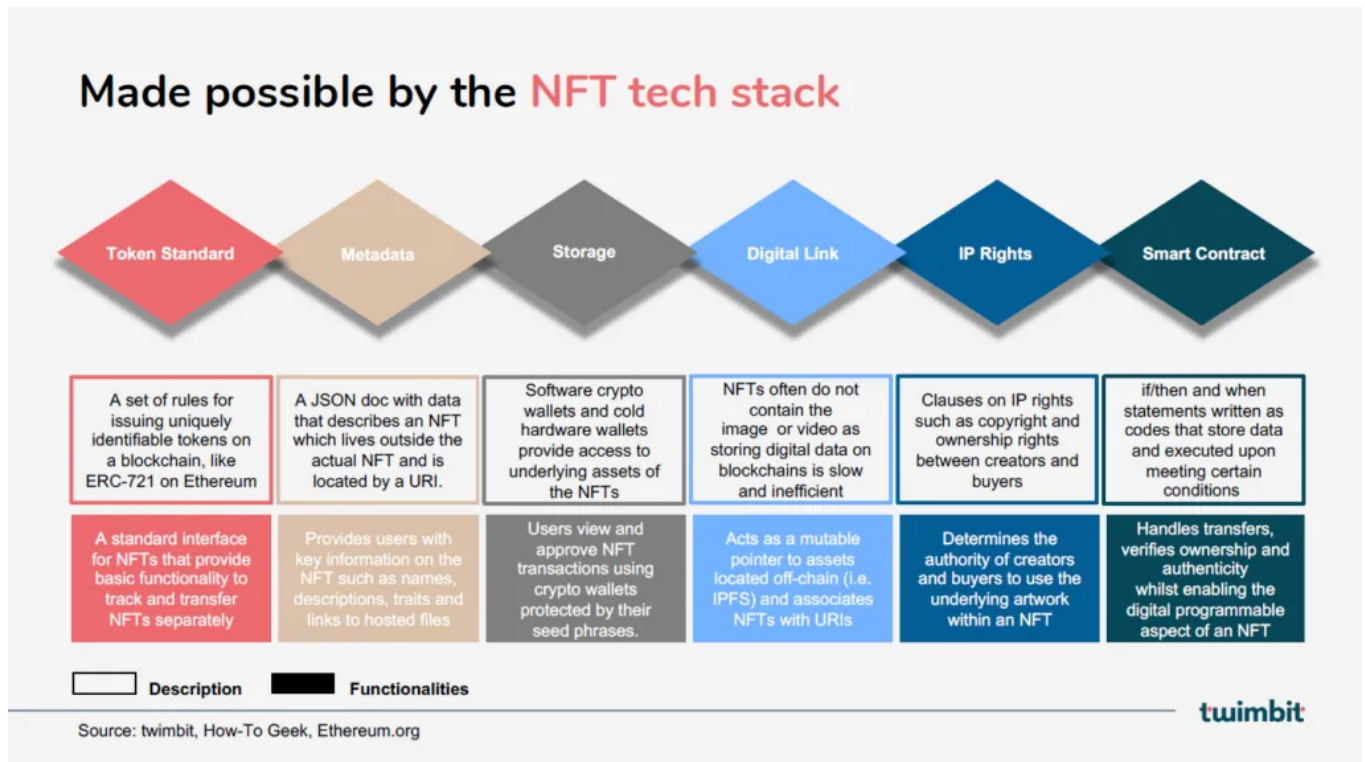 Made possible by the NFT tech stack
Token Standard
Metadata
Storage
Digital Link
IP Rights
Smart Contract
A set of rules for
issuing uniquely
identifiable tokens on
a blockchain, like
ERC-721 on Ethereum
A JSON doc with data
that describes an NFT
which lives outside the
actual NFT and is
located by a URI.
Software crypto
wallets and cold
hardware wallets
provide access to
underlying assets of
the NFTs
NFTs often do not
contain the
image or video as
storing digital data on
blockchains is slow
and inefficient
Clauses on IP rights
such as copyright and
ownership rights
between creators and
buyers
if/then and when
statements written as
codes that store data
and executed upon
meeting certain
conditions
A standard interface
for NFTs that provide
basic functionality to
track and transfer
NFTs separately
Provides users with
key information on the
NFT such as names,
descriptions, traits and
links to hosted files
Users view and
approve NFT
transactions using
crypto wallets
protected by their
seed phrases.
Acts as a mutable
pointer to assets
located off-chain (i.e.
IPFS) and associates
NFTs with URIs
Determines the
authority of creators
and buyers to use the
underlying artwork
within an NFT
Handles transfers,
verifies ownership and
authenticity
whilst enabling the
digital programmable
aspect of an NFT
Description
Functionalities
twimbit
Source: twimbit, How-To Geek, Ethereum.org